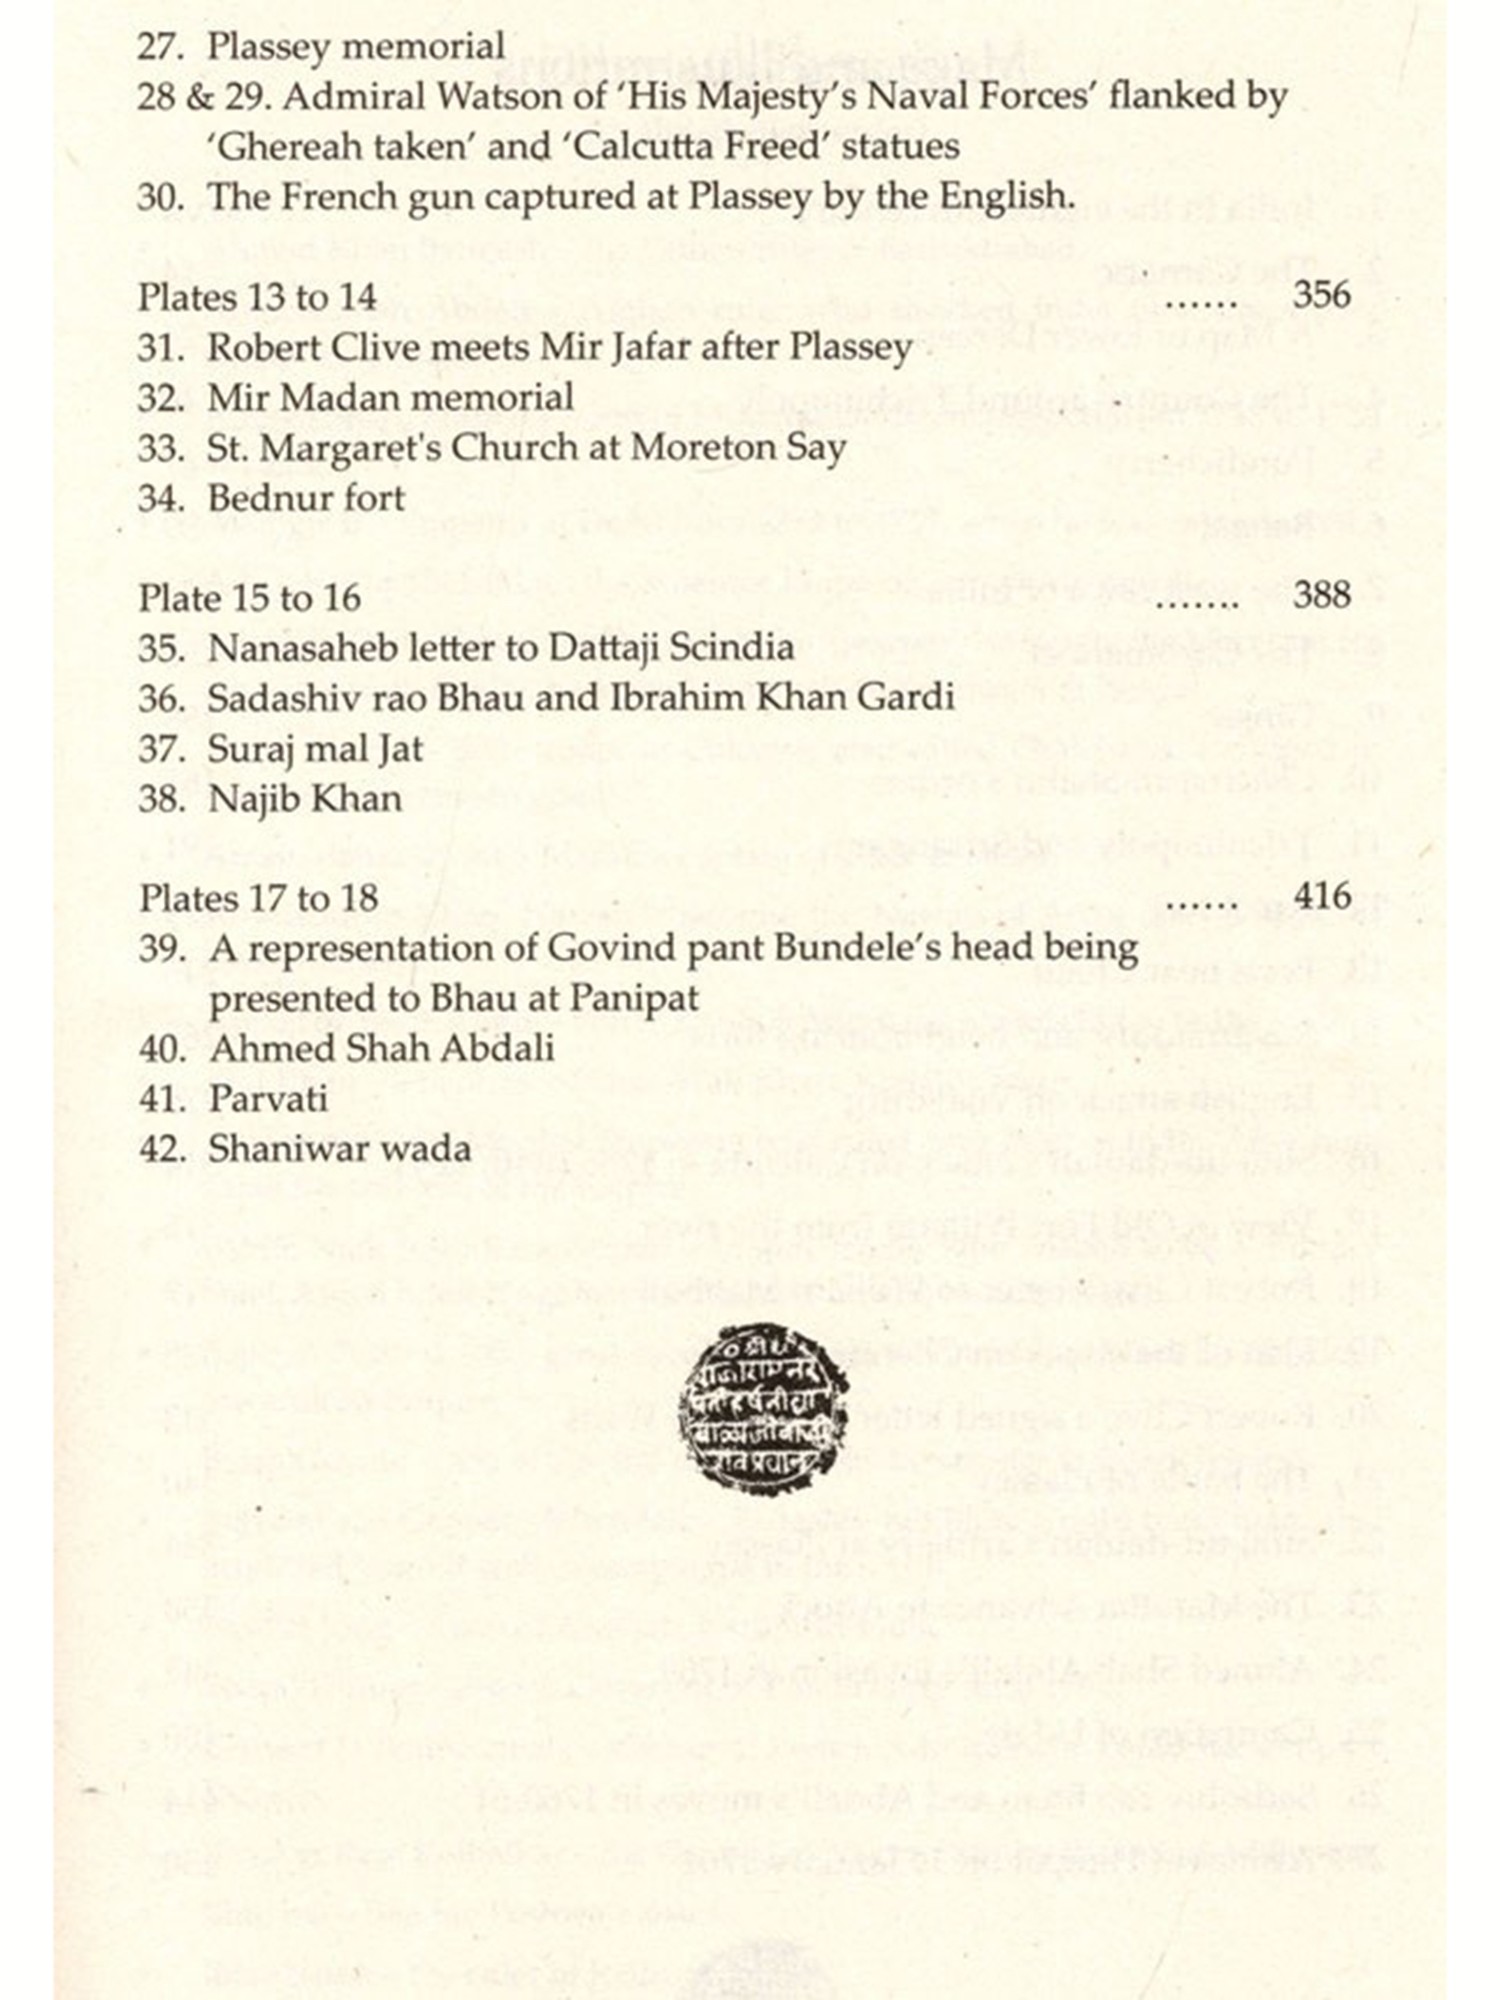 27. Plassey memorial
28 & 29. Admiral Watson of ‘His Majesty’s Naval Forces’ flanked by
‘Ghereah taken’ and ‘Calcutta Freed’ statues
30. The French gun captured at Plassey by the English.
Plates 13 to 14 ...... 356
31. Robert Clive meets Mir Jafar after Plassey
32. Mir Madan memorial
33. St. Margaret's Church at Moreton Say
34. Bednur fort
Plate 15 to 16 ....... 388
35. Nanasaheb letter to Dattaji Scindia
36. Sadashiv rao Bhau and Ibrahim Khan Gardi
37. Suraj mal Jat
38. Najib Khan
Plates 17 to 18 ...... 416
39. A representation of Govind pant Bundele’s head being
presented to Bhau at Panipat
40. Ahmed Shah Abdali
41. Parvati
42. Shaniwar wada
श्री
प्रधान